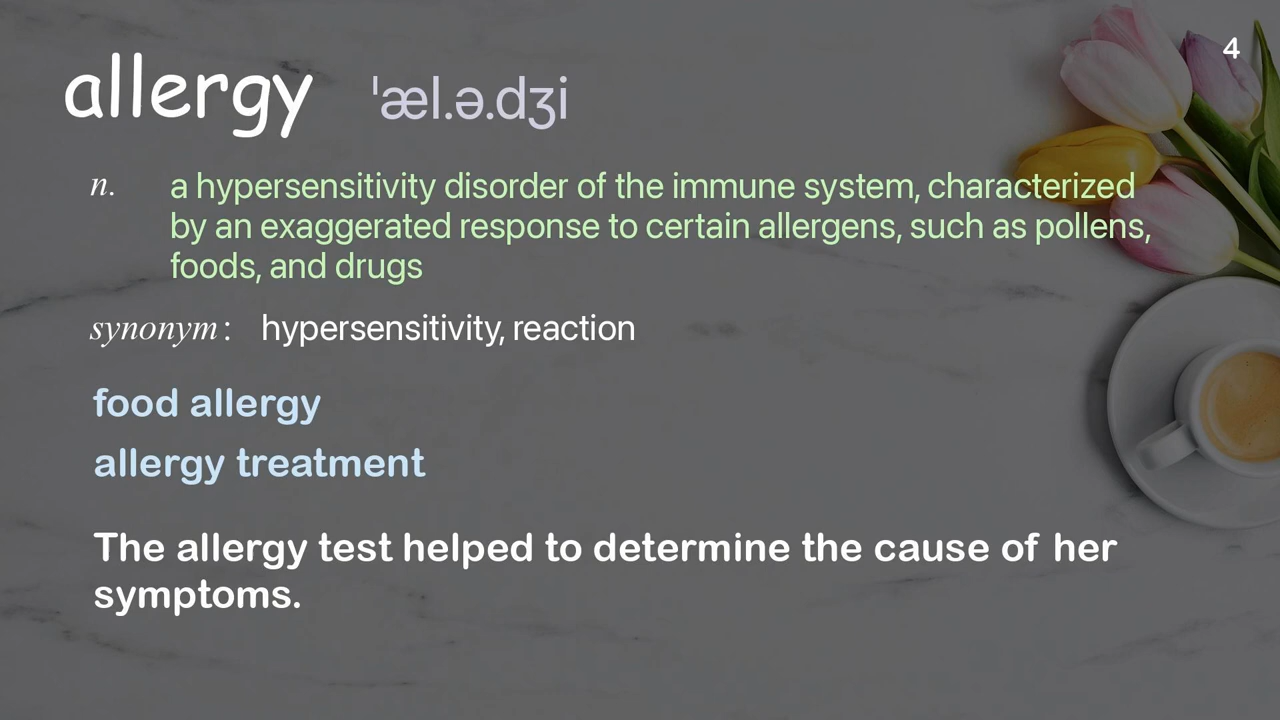 4
allergy ˈæl.ə.dʒi
n. a hypersensitivity disorder of the immune system, characterized
by an exaggerated response to certain allergens, such as pollens,
foods, and drugs
synonym: hypersensitivity, reaction
food allergy
allergy treatment
The allergy test helped to determine the cause of her
symptoms.